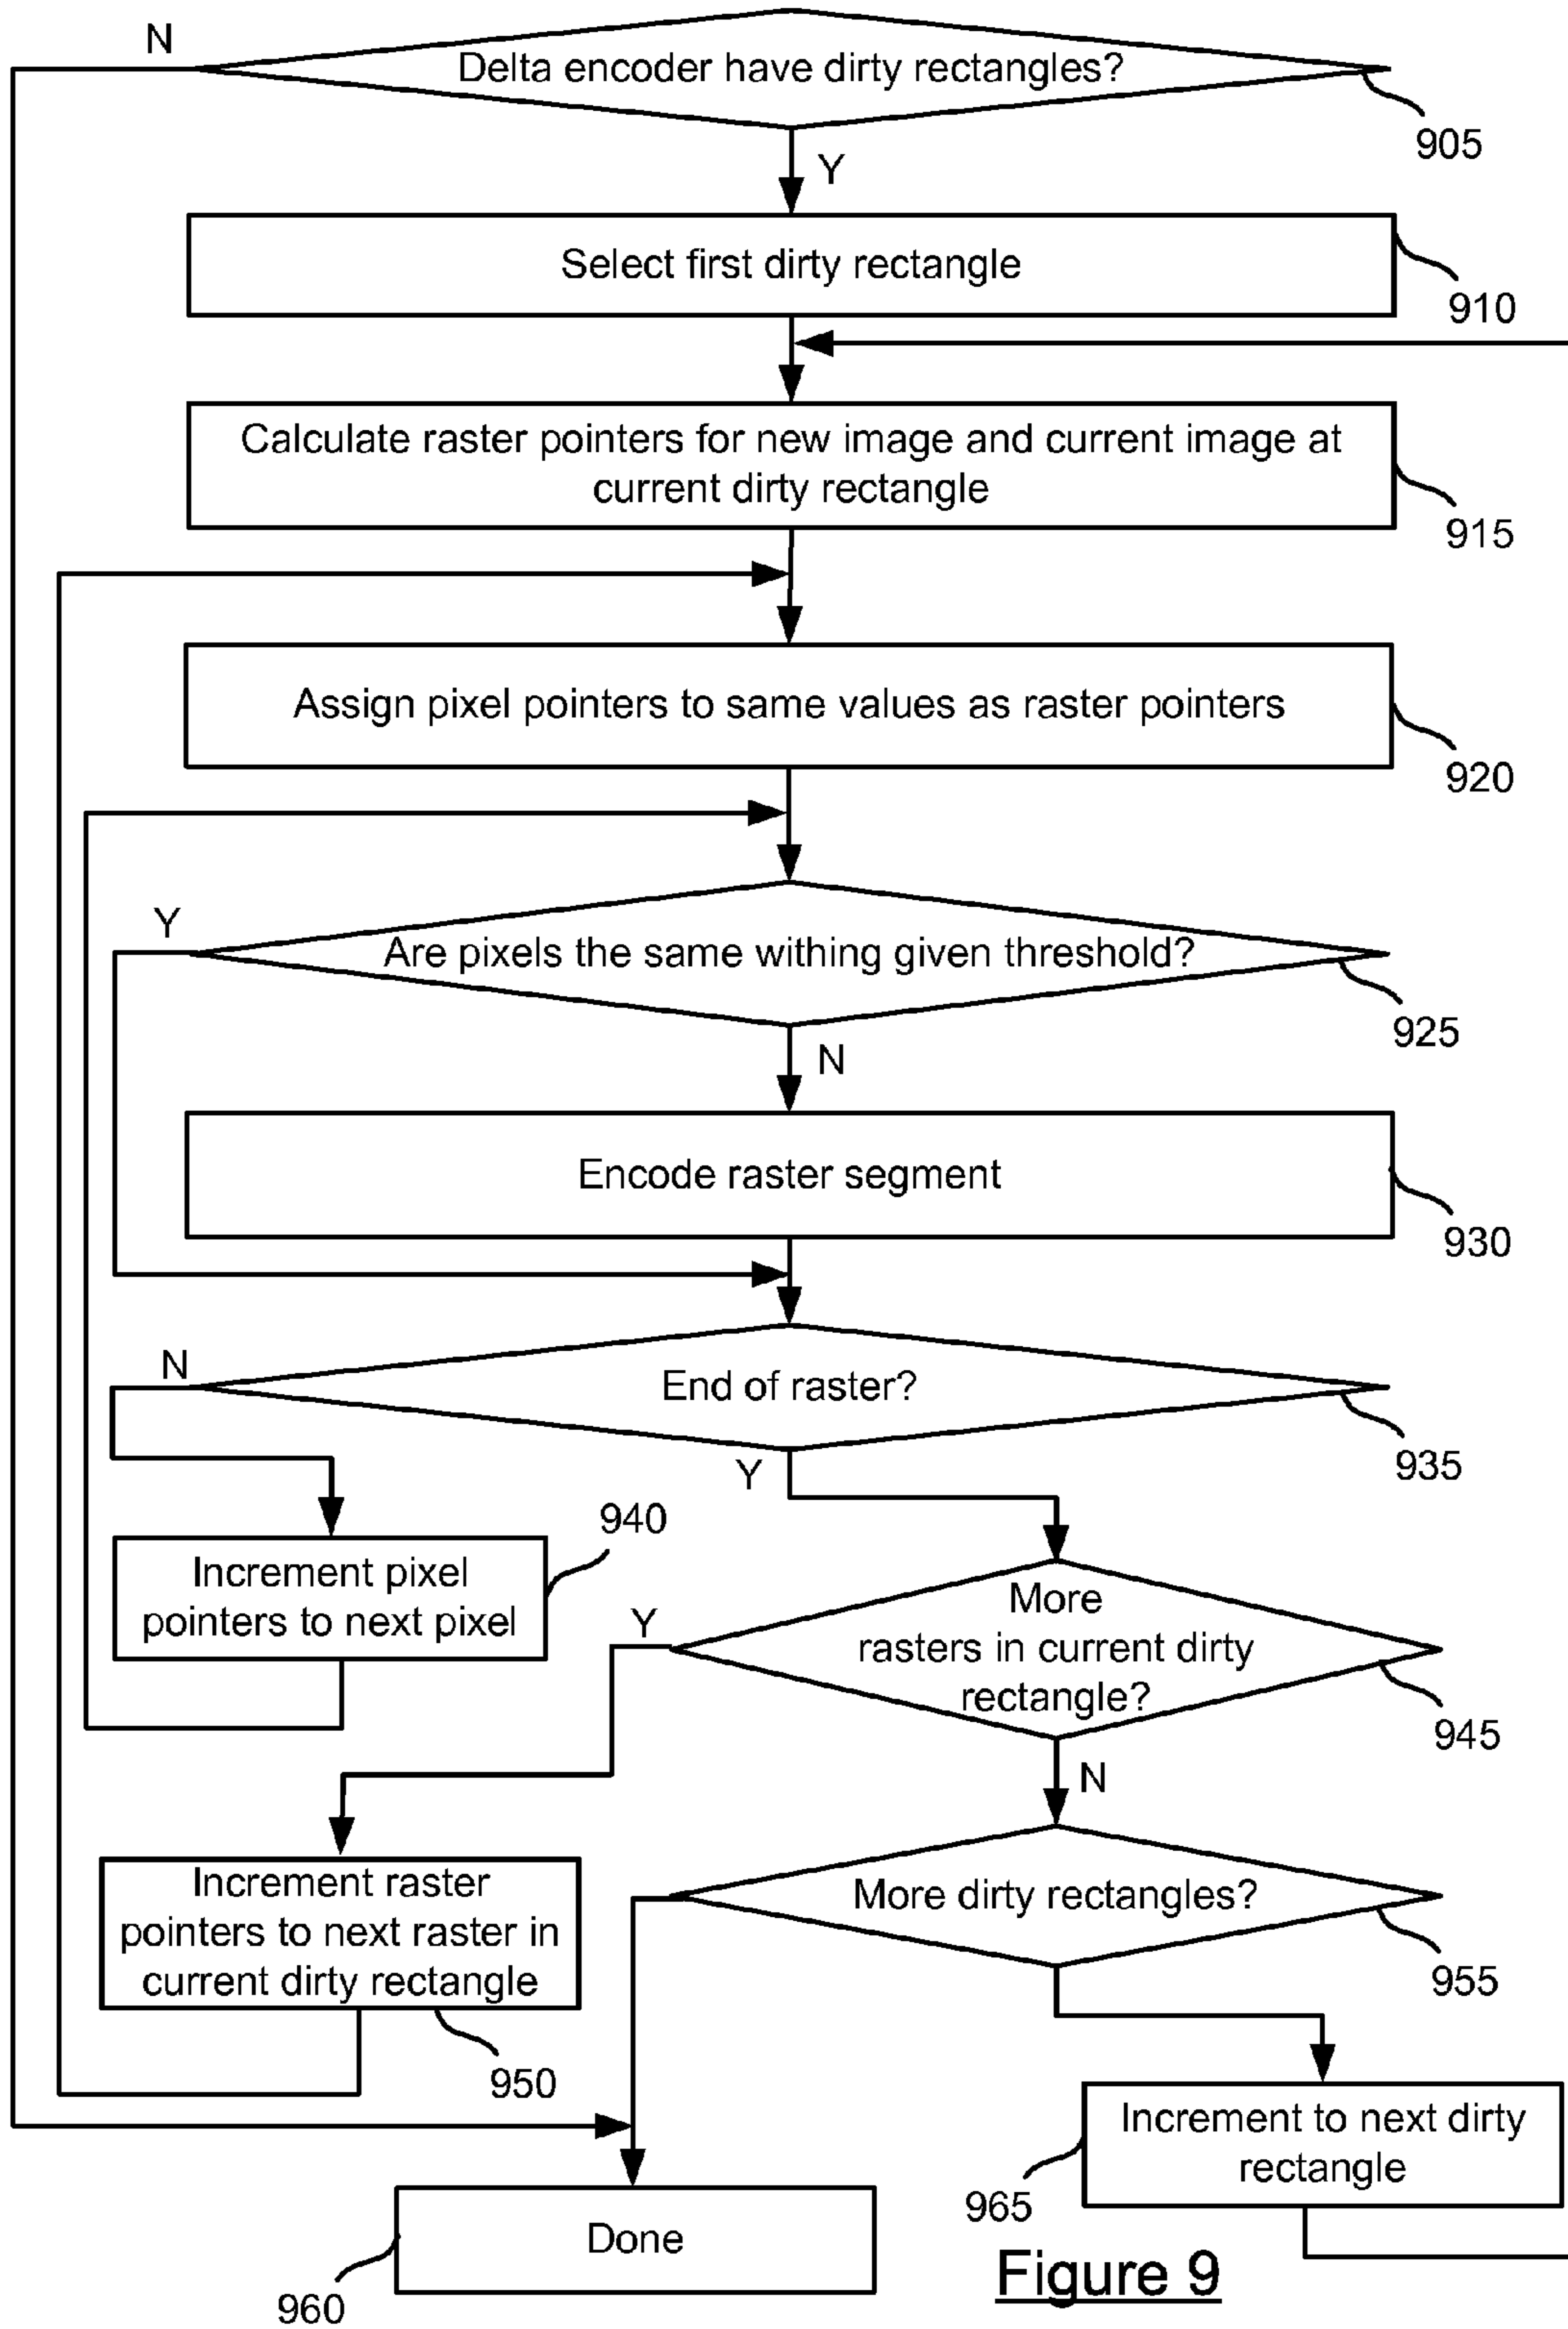 N
Delta encoder have dirty rectangles?
905
Y
Select first dirty rectangle
910
Calculate raster pointers for new image and current image at
current dirty rectangle
915
Assign pixel pointers to same values as raster pointers
920
Y
Are pixels the same withing given threshold?
925
N
Encode raster segment
930
N
End of raster?
935
Y
940
Increment pixel
pointers to next pixel
Y
More
rasters in current dirty
rectangle?
945
N
Increment raster
pointers to next raster in
current dirty rectangle
950
More dirty rectangles?
955
Increment to next dirty
rectangle
965
Done
960
Figure 9